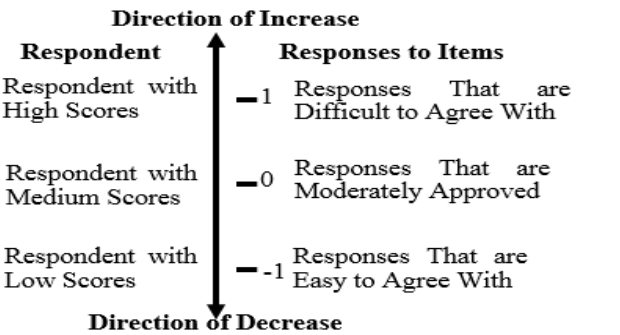 Direction of Increase
Respondent
Responses to Items
Respondent with
High Scores
1
Responses That are
Difficult to Agree With
Respondent with
Medium Scores
0
Responses That are
Moderately Approved
Respondent with
Low Scores
-1
Responses That are
Easy to Agree With
Direction of Decrease